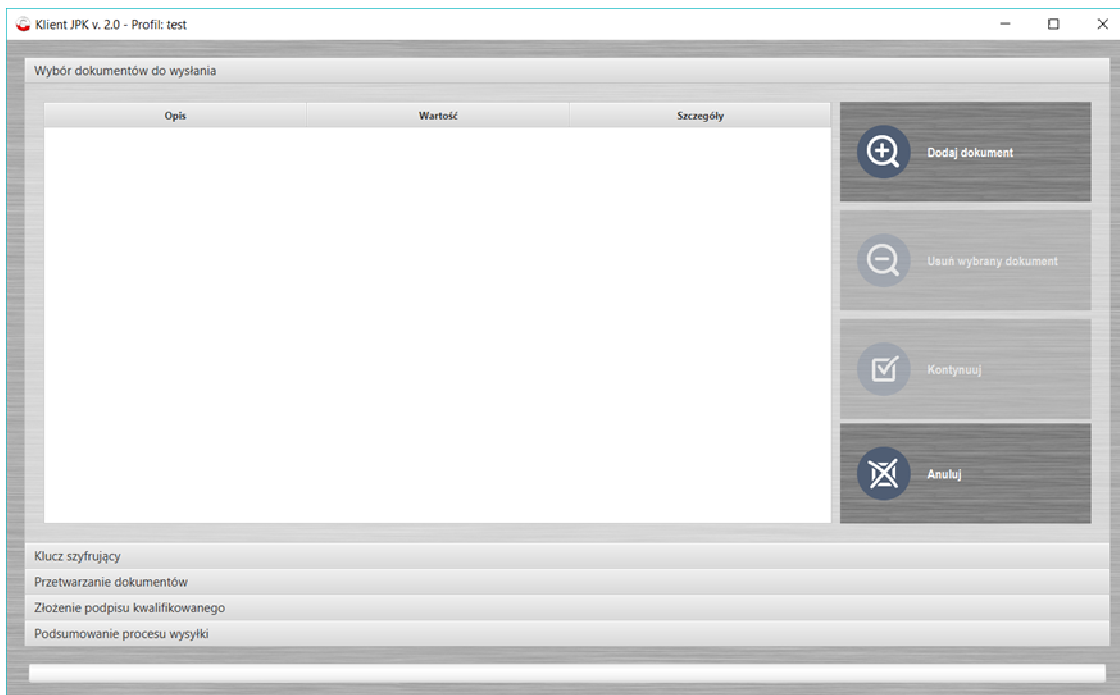 Klient JPK v. 2.0 - Profil: test
Wybór dokumentów do wysłania
Opis Wartość Szczegóły
Dodaj dokument
Usuń wybrany dokument
Kontynuuj
Anuluj
Klucz szyfrujący
Przetwarzanie dokumentów
Złożenie podpisu kwalifikowanego
Podsumowanie procesu wysyłki